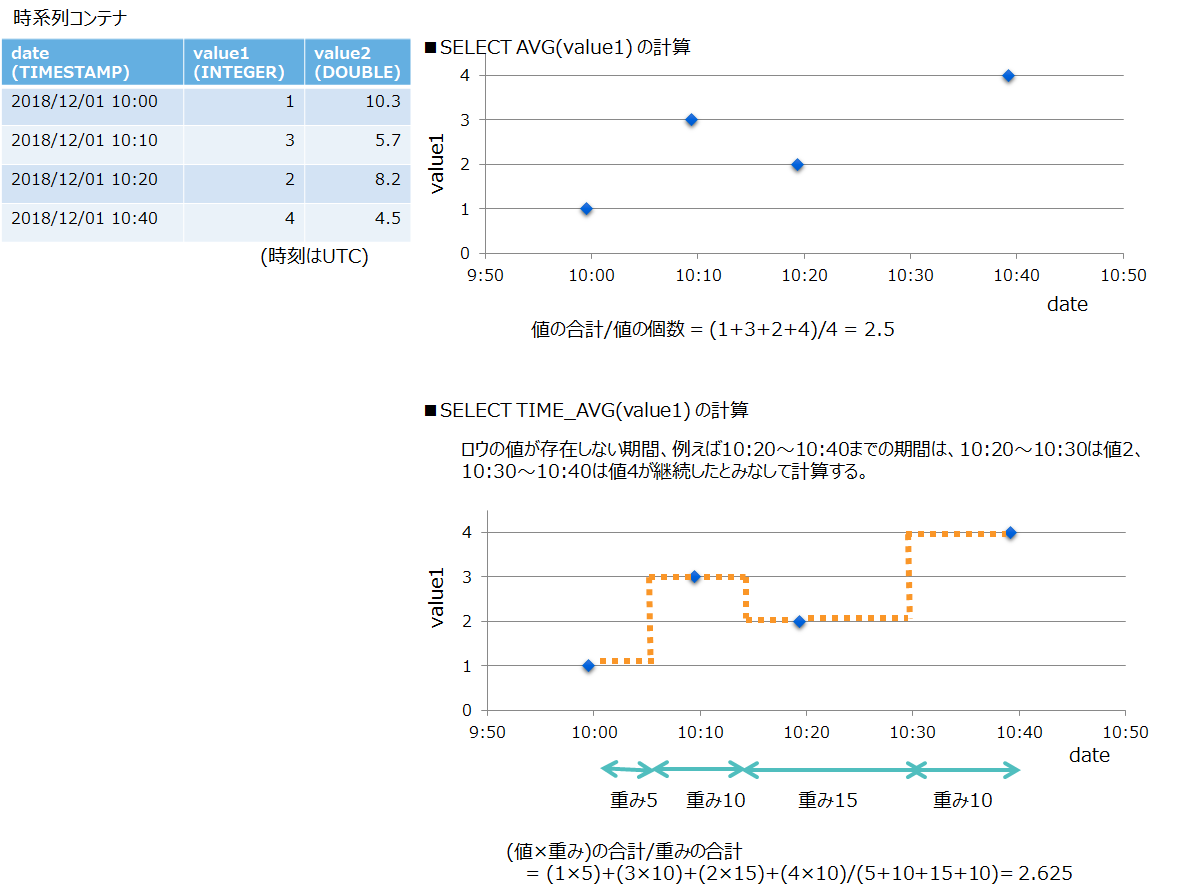 時系列コンテナ
date value1 value2
(TIMESTAMP) (INTEGER) (DOUBLE)
2018/12/01 10:00 1 10.3
2018/12/01 10:10 3 5.7
2018/12/01 10:20 2 8.2
2018/12/01 10:40 4 4.5
(時刻はUTC)
■SELECT AVG(value1) の計算
4
3
2
1
0
value1
9:50 10:00 10:10 10:20 10:30 10:40 10:50
date
値の合計/値の個数 = (1+3+2+4)/4 = 2.5
■SELECT TIME_AVG(value1) の計算
ロウの値が存在しない期間、例えば10:20～10:40までの期間は、10:20～10:30は値2、
10:30～10:40は値4が継続したとみなして計算する。
4
3
2
1
0
value1
9:50 10:00 10:10 10:20 10:30 10:40 10:50
date
重み5 重み10 重み15 重み10
(値×重み)の合計/重みの合計
= (1×5)+(3×10)+(2×15)+(4×10)/(5+10+15+10)= 2.625